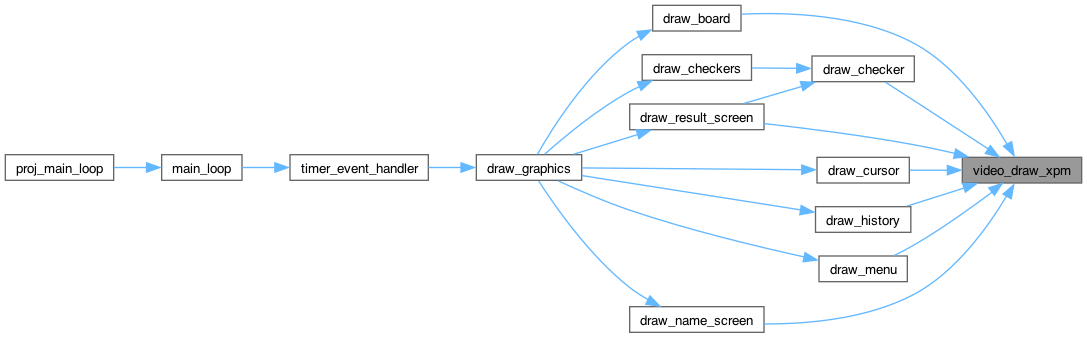 draw_board
draw_checkers
draw_checker
draw_result_screen
proj_main_loop
main_loop
timer_event_handler
draw_graphics
draw_cursor
video_draw_xpm
draw_history
draw_menu
draw_name_screen